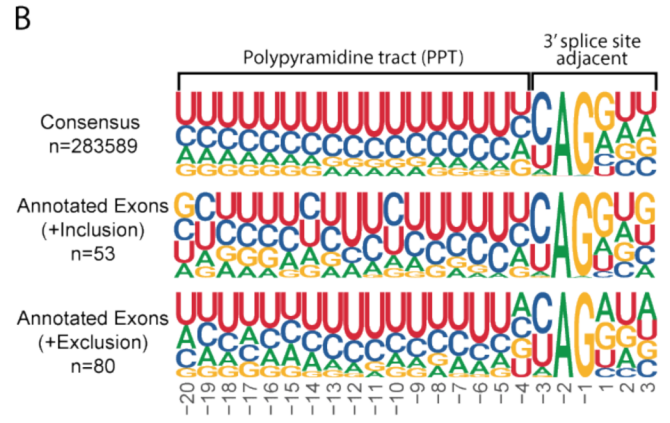 B
Polypyramidine tract (PPT)
3' splice site
adjacent
Consensus
n=283589
Annotated Exons
(+Inclusion)
n=53
Annotated Exons
(+Exclusion)
n=80
-20 -19 -18 -17 -16 -15 -14 -13 -12 -11 -10 -9 -8 -7 -6 -5 -4 -3 -2 -1 1 2 3